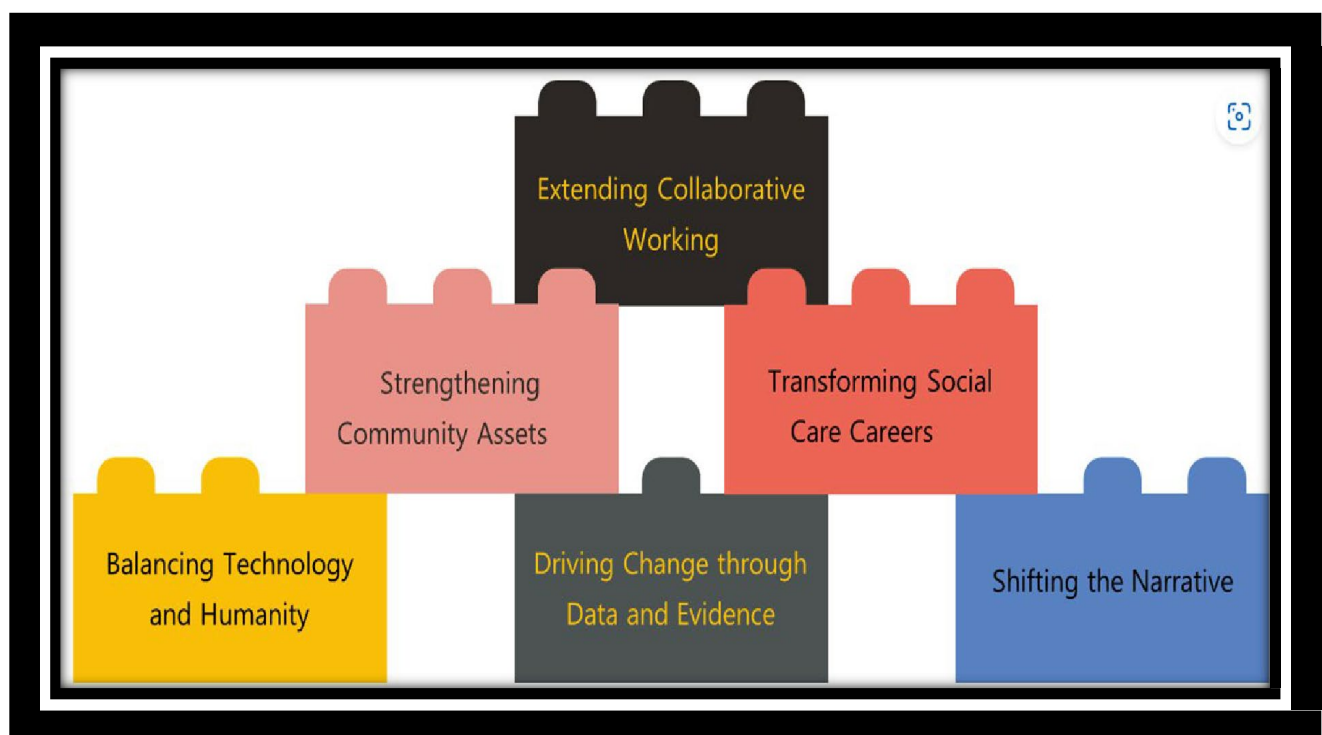 Extending Collaborative
Working
Strengthening
Community Assets
Transforming Social
Care Careers
Balancing Technology
and Humanity
Driving Change through
Data and Evidence
Shifting the Narrative